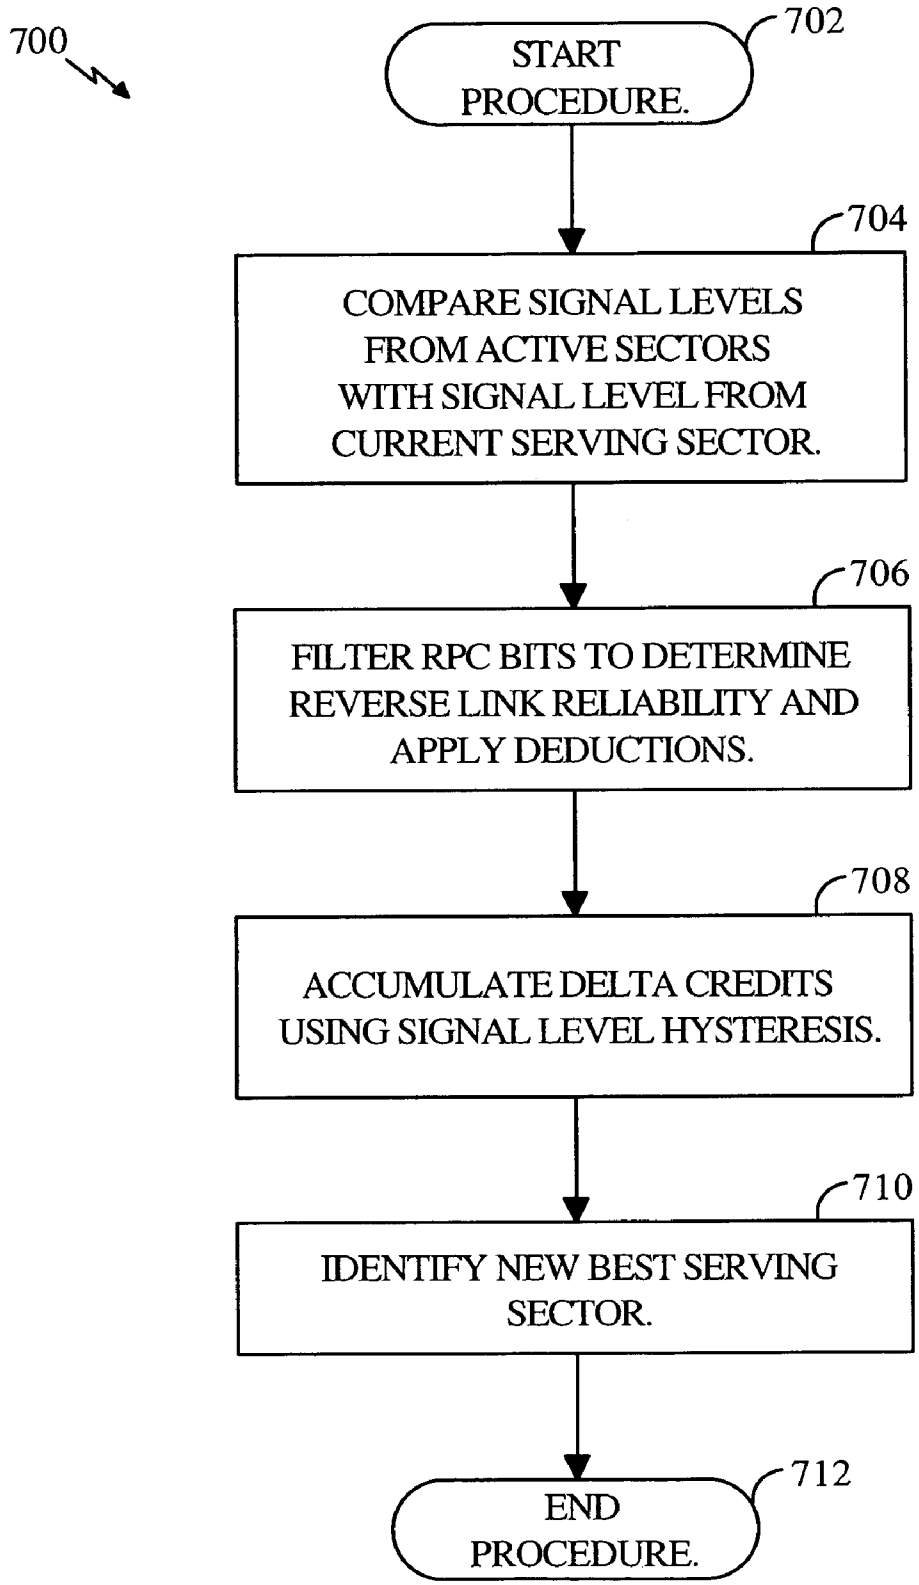 700
702
START
PROCEDURE.
704
COMPARE SIGNAL LEVELS
FROM ACTIVE SECTORS
WITH SIGNAL LEVEL FROM
CURRENT SERVING SECTOR.
706
FILTER RPC BITS TO DETERMINE
REVERSE LINK RELIABILITY AND
APPLY DEDUCTIONS.
708
ACCUMULATE DELTA CREDITS
USING SIGNAL LEVEL HYSTERESIS.
710
IDENTIFY NEW BEST SERVING
SECTOR.
712
END
PROCEDURE.